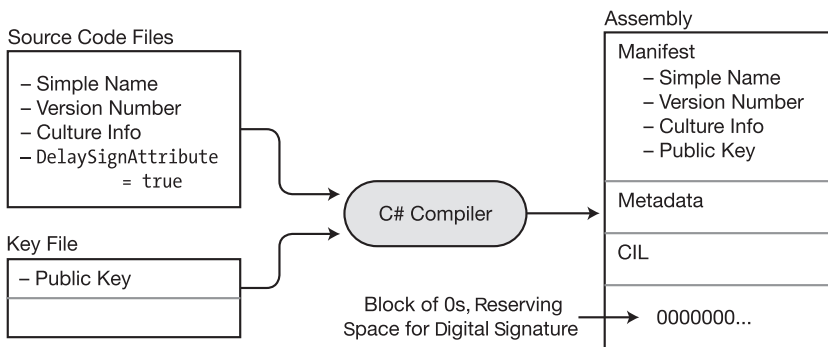 Source Code Files
– Simple Name
– Version Number
– Culture Info
– DelaySignAttribute
= true
Key File
– Public Key
C# Compiler
Block of 0s, Reserving
Space for Digital Signature
Assembly
Manifest
– Simple Name
– Version Number
– Culture Info
– Public Key
Metadata
CIL
0000000...